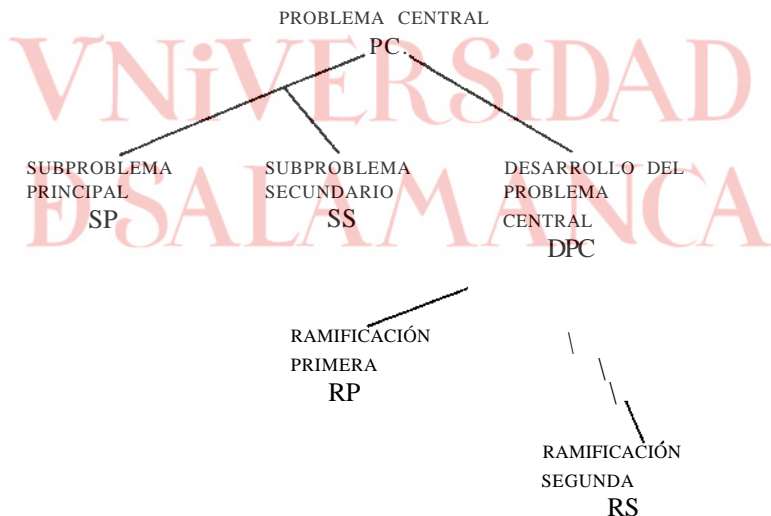 PROBLEMA CENTRAL
PC.
VNiVERSiDAD
SUBPROBLEMA
PRINCIPAL
SP
SUBPROBLEMA
SECUNDARIO
SS
DESARROLLO DEL
PROBLEMA
CENTRAL
DPC
D SALAMANCA
RAMIFICACIÓN
PRIMERA
RP
RAMIFICACIÓN
SEGUNDA
RS